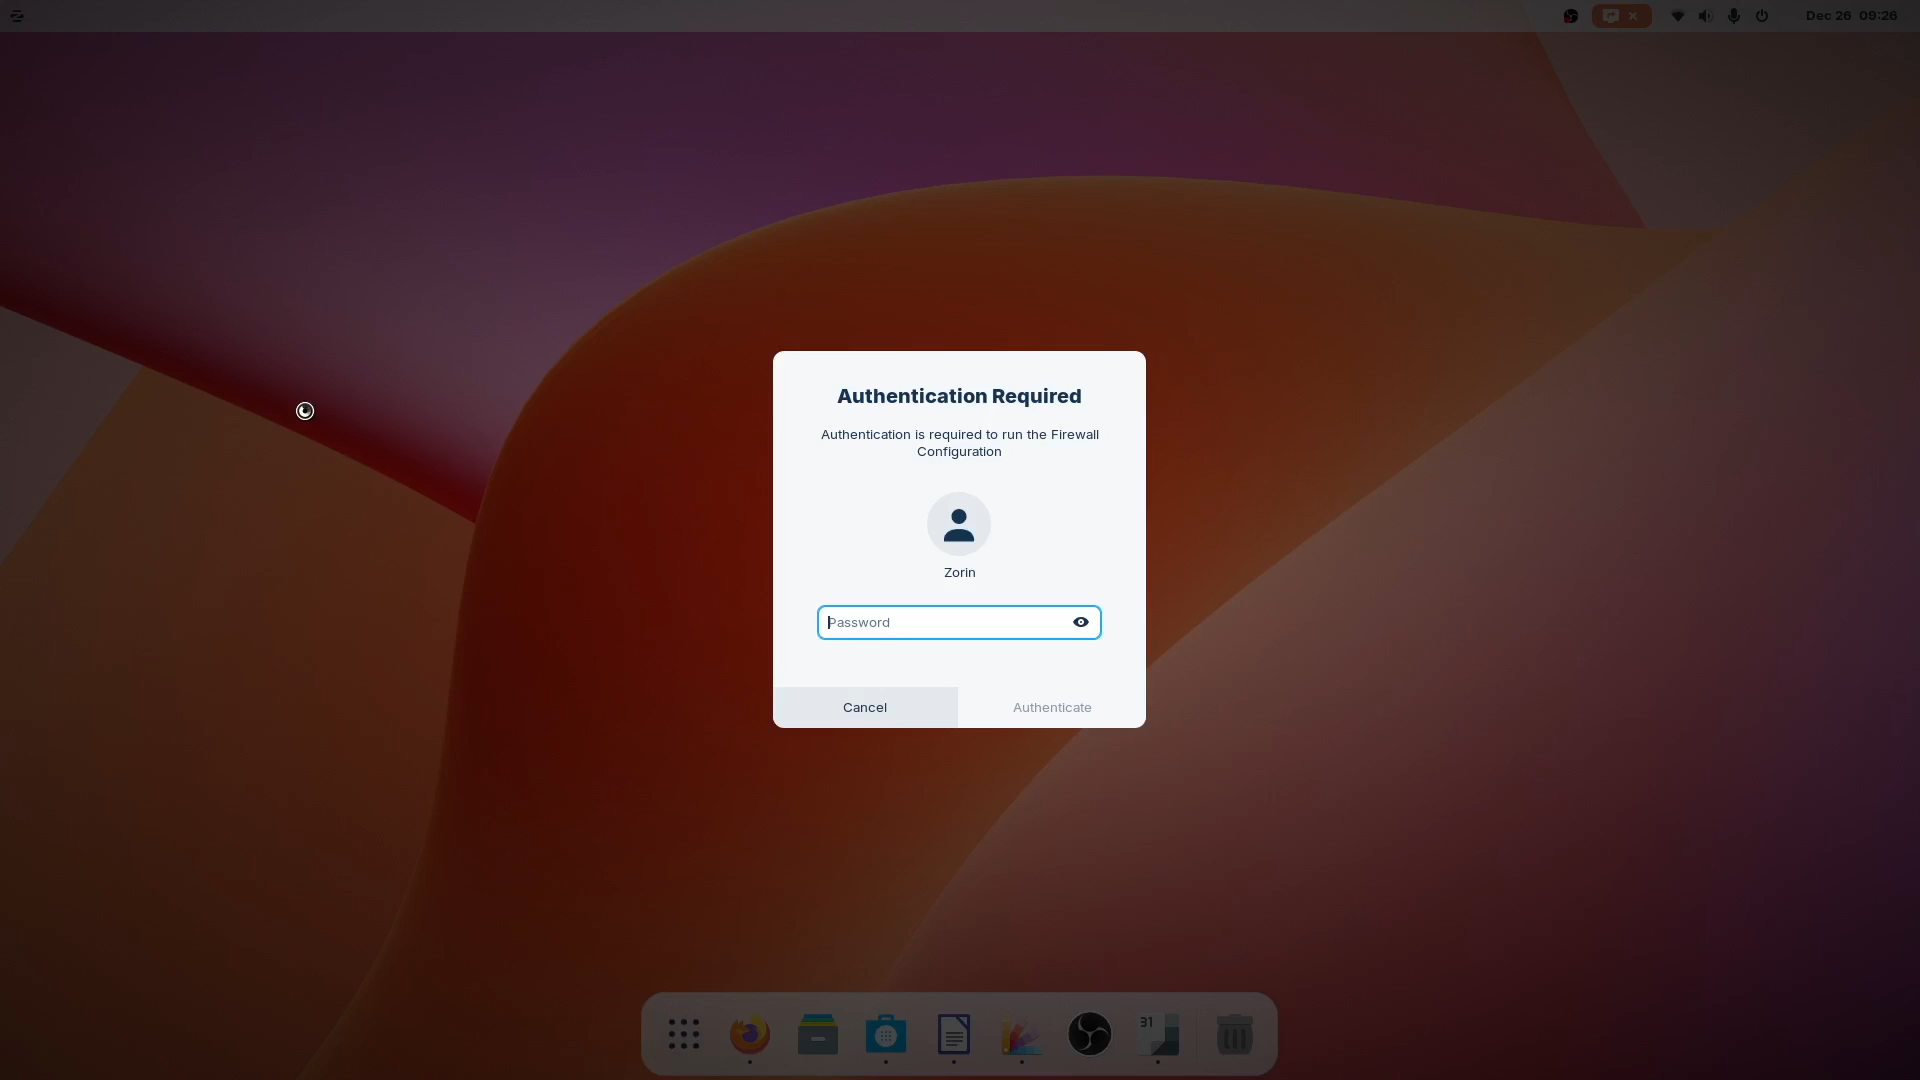 Dec 26 09:26
Authentication Required
Authentication is required to run the Firewall
Configuration
Zorin
Password
Cancel
Authenticate
31